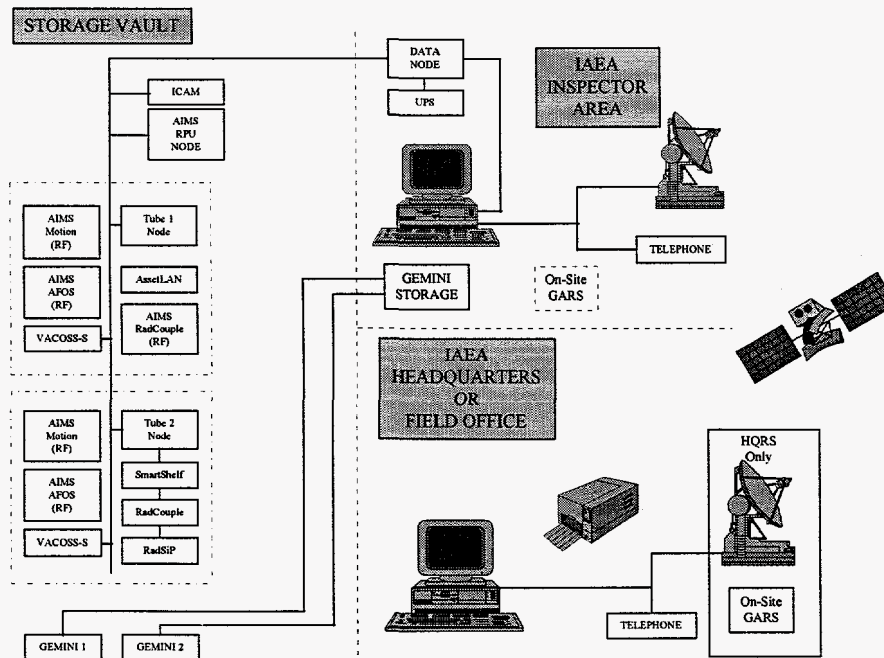 STORAGE VAULT
ICAM
AIMS
RPU
NODE
AIMS
Motion
(RF)
Tube 1
Node
AIMS
AFOS
(RF)
AssetLAN
VACOSS-S
AIMS
RadCouple
(RF)
AIMS
Motion
(RF)
Tube 2
Node
AIMS
AFOS
(RF)
SmartShelf
RadCouple
VACOSS-S
RadSiP
GEMINI 1
GEMINI 2
DATA
NODE
UPS
IAEA
INSPECTOR
AREA
TELEPHONE
GEMINI
STORAGE
On-Site
GARS
IAEA
HEADQUARTERS
OR
FIELD OFFICE
HQRS
Only
TELEPHONE
On-Site
GARS